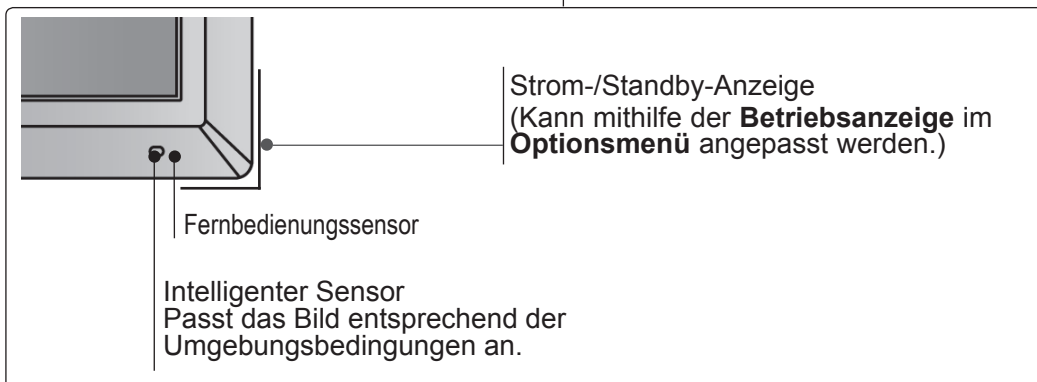 Strom-/Standby-Anzeige
(Kann mithilfe der Betriebsanzeige im
Optionsmenü angepasst werden.)
Fernbedienungssensor
Intelligenter Sensor
Passt das Bild entsprechend der
Umgebungsbedingungen an.